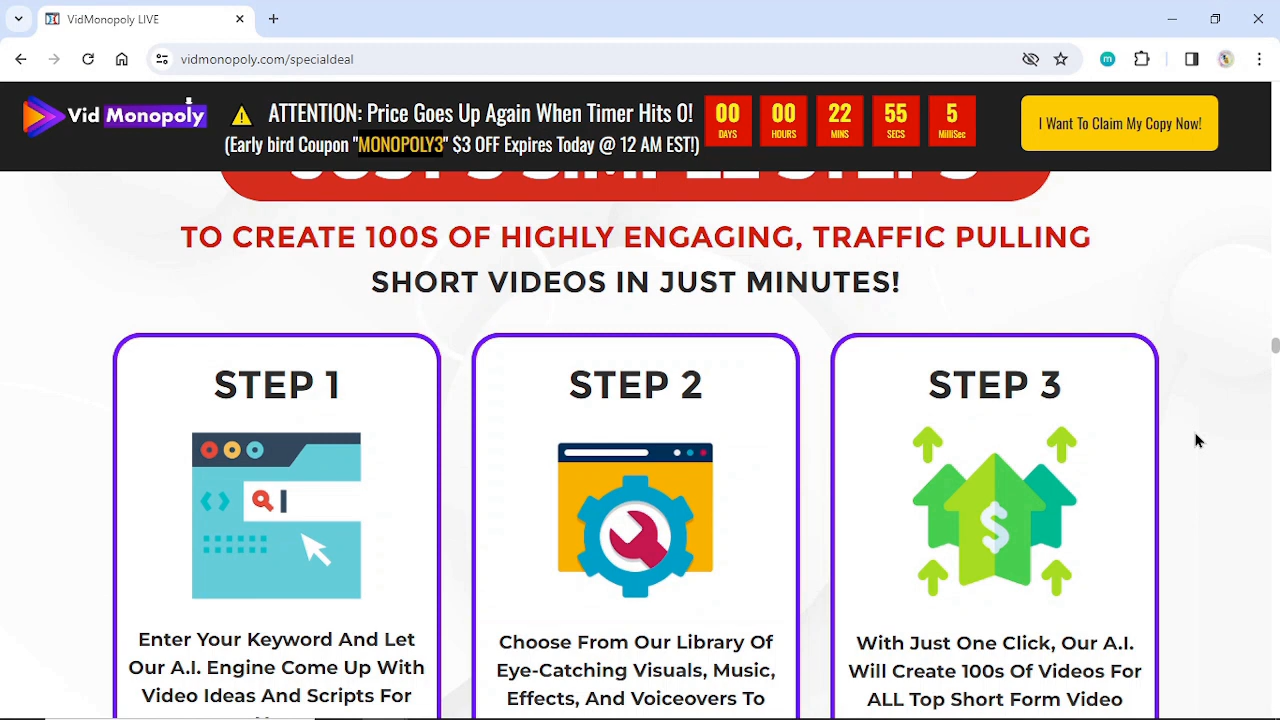 VidMonopoly LIVE
vidmonopoly.com/specialdeal
m
Vid Monopoly
ATTENTION: Price Goes Up Again When Timer Hits 0!
(Early bird Coupon "MONOPOLY3" $3 OFF Expires Today @ 12 AM EST!)
00 00 22 55 5
DAYS HOURS MINS SECS MilliSec
I Want To Claim My Copy Now!
TO CREATE 100S OF HIGHLY ENGAGING, TRAFFIC PULLING
SHORT VIDEOS IN JUST MINUTES!
STEP 1
Enter Your Keyword And Let
Our A.I. Engine Come Up With
Video Ideas And Scripts For
STEP 2
Choose From Our Library Of
Eye-Catching Visuals, Music,
Effects, And Voiceovers To
STEP 3
$
With Just One Click, Our A.I.
Will Create 100s Of Videos For
ALL Top Short Form Video